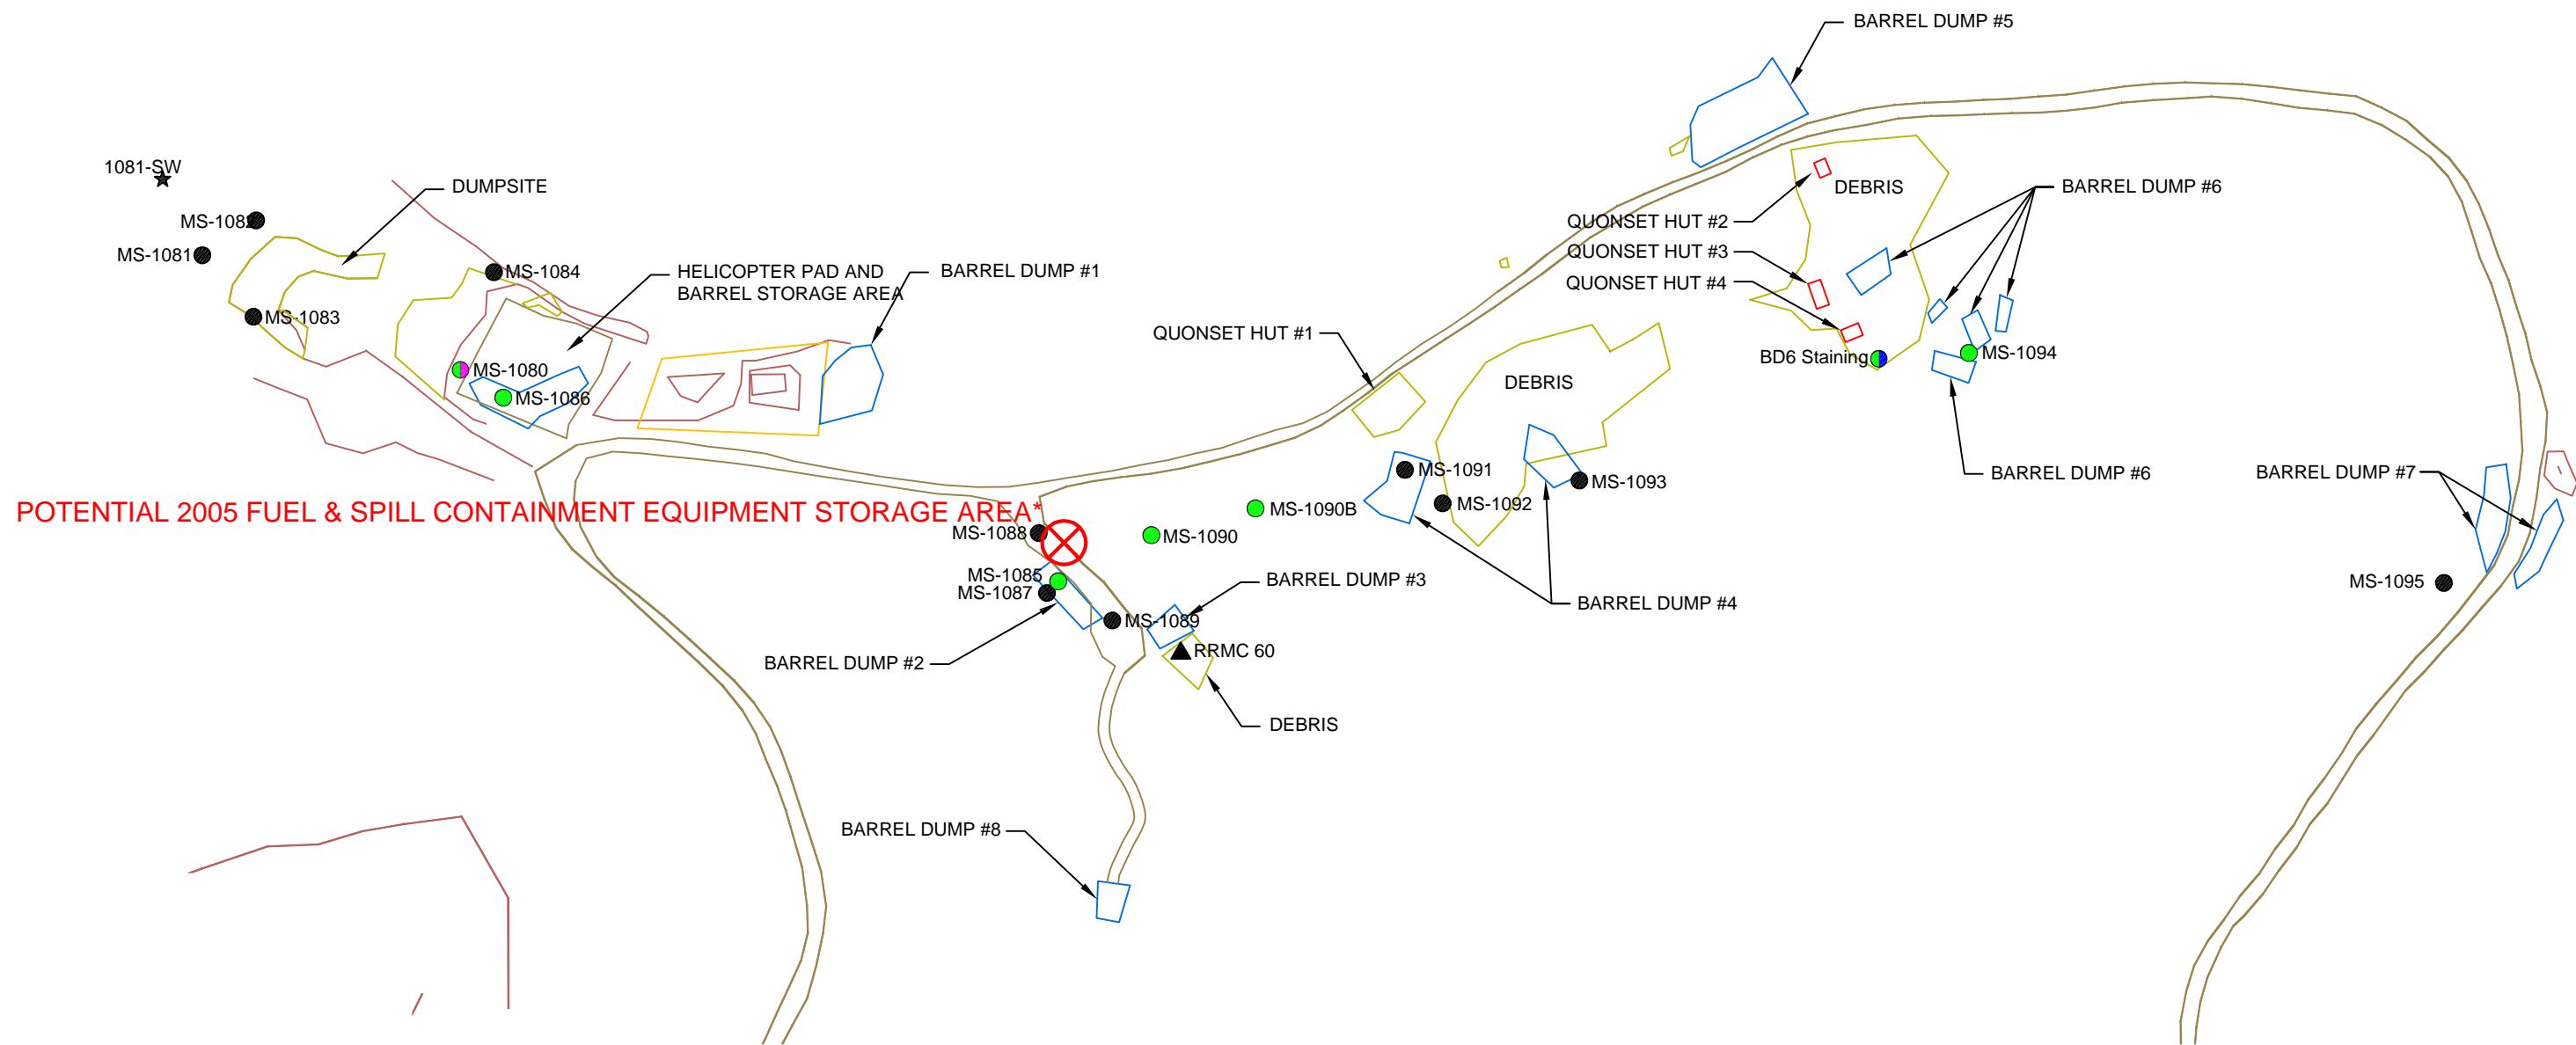 BARREL DUMP #5
1081-SW
DUMPSITE
DEBRIS
BARREL DUMP #6
MS-1082
QUONSET HUT #2
MS-1081
QUONSET HUT #3
MS-1084
HELICOPTER PAD AND
BARREL STORAGE AREA
BARREL DUMP #1
QUONSET HUT #4
MS-1083
QUONSET HUT #1
BD6 Staining
MS-1094
MS-1080
DEBRIS
MS-1086
MS-1091
BARREL DUMP #6
BARREL DUMP #7
MS-1093
MS-1092
POTENTIAL 2005 FUEL & SPILL CONTAINMENT EQUIPMENT STORAGE AREA*
MS-1090B
MS-1088
MS-1090
MS-1085
BARREL DUMP #3
MS-1095
MS-1087
BARREL DUMP #4
MS-1089
RRMC 60
BARREL DUMP #2
DEBRIS
BARREL DUMP #8